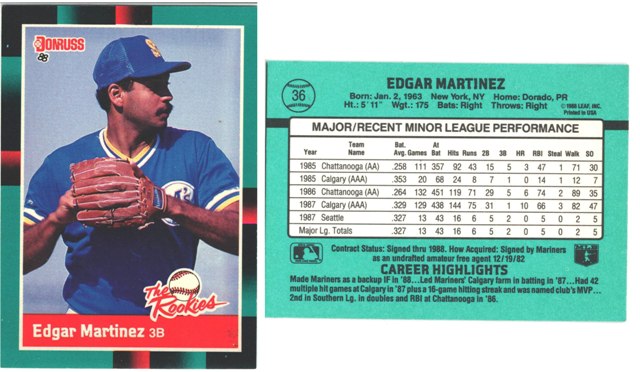 DONRUSS
88
The
Rookies
Edgar Martinez 3B
36
EDGAR MARTINEZ
Born: Jan. 2, 1963 New York, NY Home: Dorado, PR
Ht.: 5'11" Wgt.: 175 Bats: Right Throws: Right
©1988 LEAF, INC.
Printed in USA
MAJOR/RECENT MINOR LEAGUE PERFORMANCE
Year Team Name Bat. Avg. Games At Bat Hits Runs 2B 3B HR RBI Steal Walk SO
1985 Chattanooga (AA) .258 111 357 92 43 15 5 3 47 1 71 30
1985 Calgary (AAA) .353 20 68 24 8 7 1 0 14 1 12 7
1986 Chattanooga (AA) .264 132 451 119 71 29 5 6 74 2 89 35
1987 Calgary (AAA) .329 129 438 144 75 31 1 10 66 3 82 47
1987 Seattle .327 13 43 16 6 5 2 0 5 0 2 5
Major Lg. Totals .327 13 43 16 6 5 2 0 5 0 2 5
Contract Status: Signed thru 1988. How Acquired: Signed by Mariners
as an undrafted amateur free agent 12/19/82
CAREER HIGHLIGHTS
Made Mariners as a backup IF in '88...Led Mariners' Calgary farm in batting in '87...Had 42
multiple hit games at Calgary in '87 plus a 16-game hitting streak and was named club's MVP...
2nd in Southern Lg. in doubles and RBI at Chattanooga in '86.